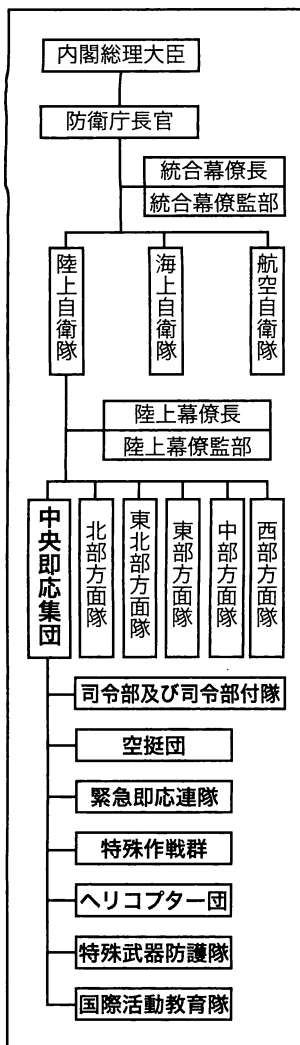 内閣総理大臣
防衛庁長官
統合幕僚長
統合幕僚監部
陸上自衛隊
海上自衛隊
航空自衛隊
陸上幕僚長
陸上幕僚監部
中央即応集団
北部方面隊
東北部方面隊
東部方面隊
中部方面隊
西部方面隊
司令部及び司令部付隊
空挺団
緊急即応連隊
特殊作戦群
ヘリコプター団
特殊武器防護隊
国際活動教育隊